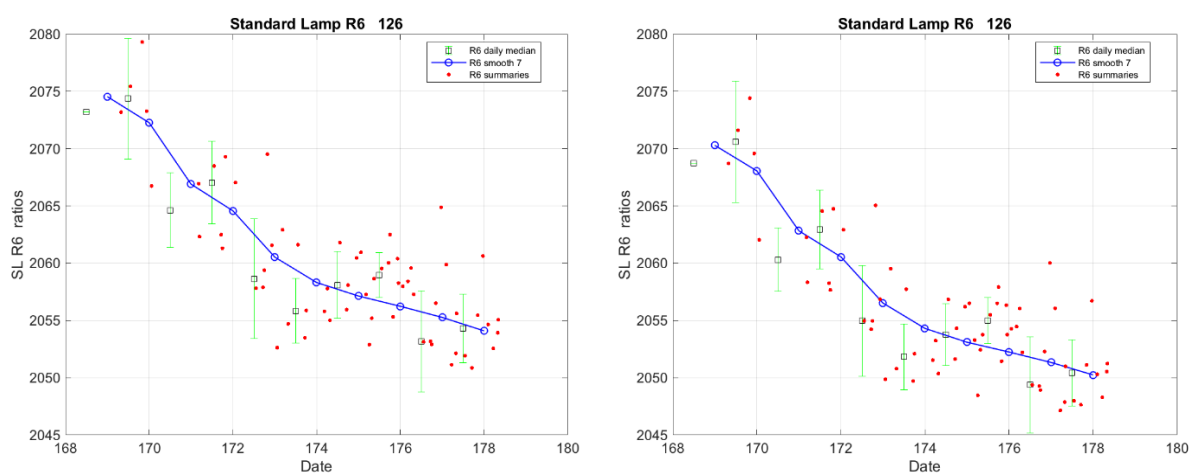 Standard Lamp R6 126
2080
2075
2070
2065
2060
2055
2050
2045
SL R6 ratios
168
170
172
174
176
178
180
Date
R6 daily median
R6 smooth 7
R6 summaries
Standard Lamp R6 126
2080
2075
2070
2065
2060
2055
2050
2045
SL R6 ratios
168
170
172
174
176
178
180
Date
R6 daily median
R6 smooth 7
R6 summaries